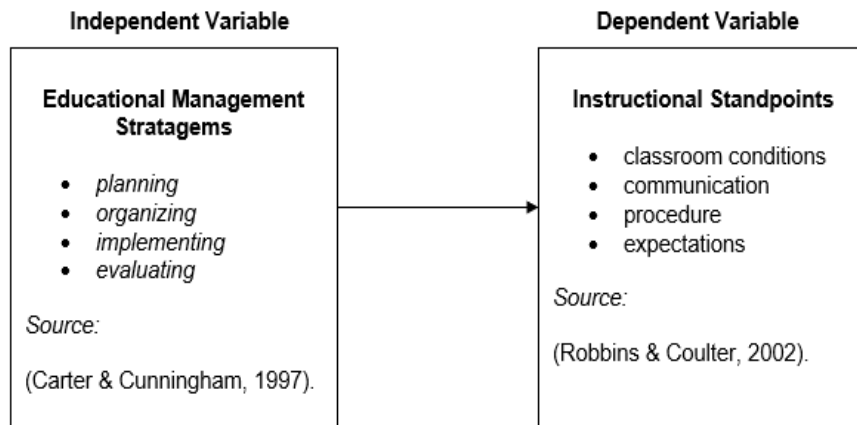 Independent Variable
Educational Management
Stratagems
• planning
• organizing
• implementing
• evaluating
Source:
(Carter & Cunningham, 1997).
Dependent Variable
Instructional Standpoints
• classroom conditions
• communication
• procedure
• expectations
Source:
(Robbins & Coulter, 2002).